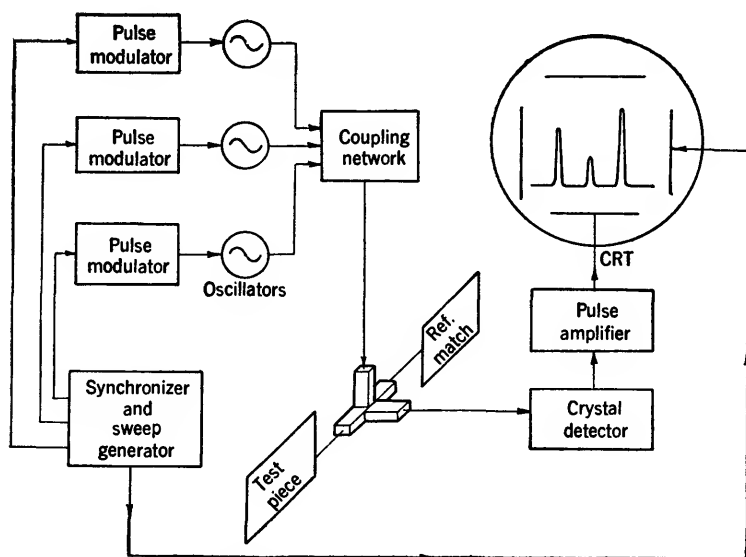 Pulse
modulator
Pulse
modulator
Coupling
network
Pulse
modulator
Oscillators
CRT
Pulse
amplifier
Ref.
match
Synchronizer
and
sweep
generator
Crystal
detector
Test
piece